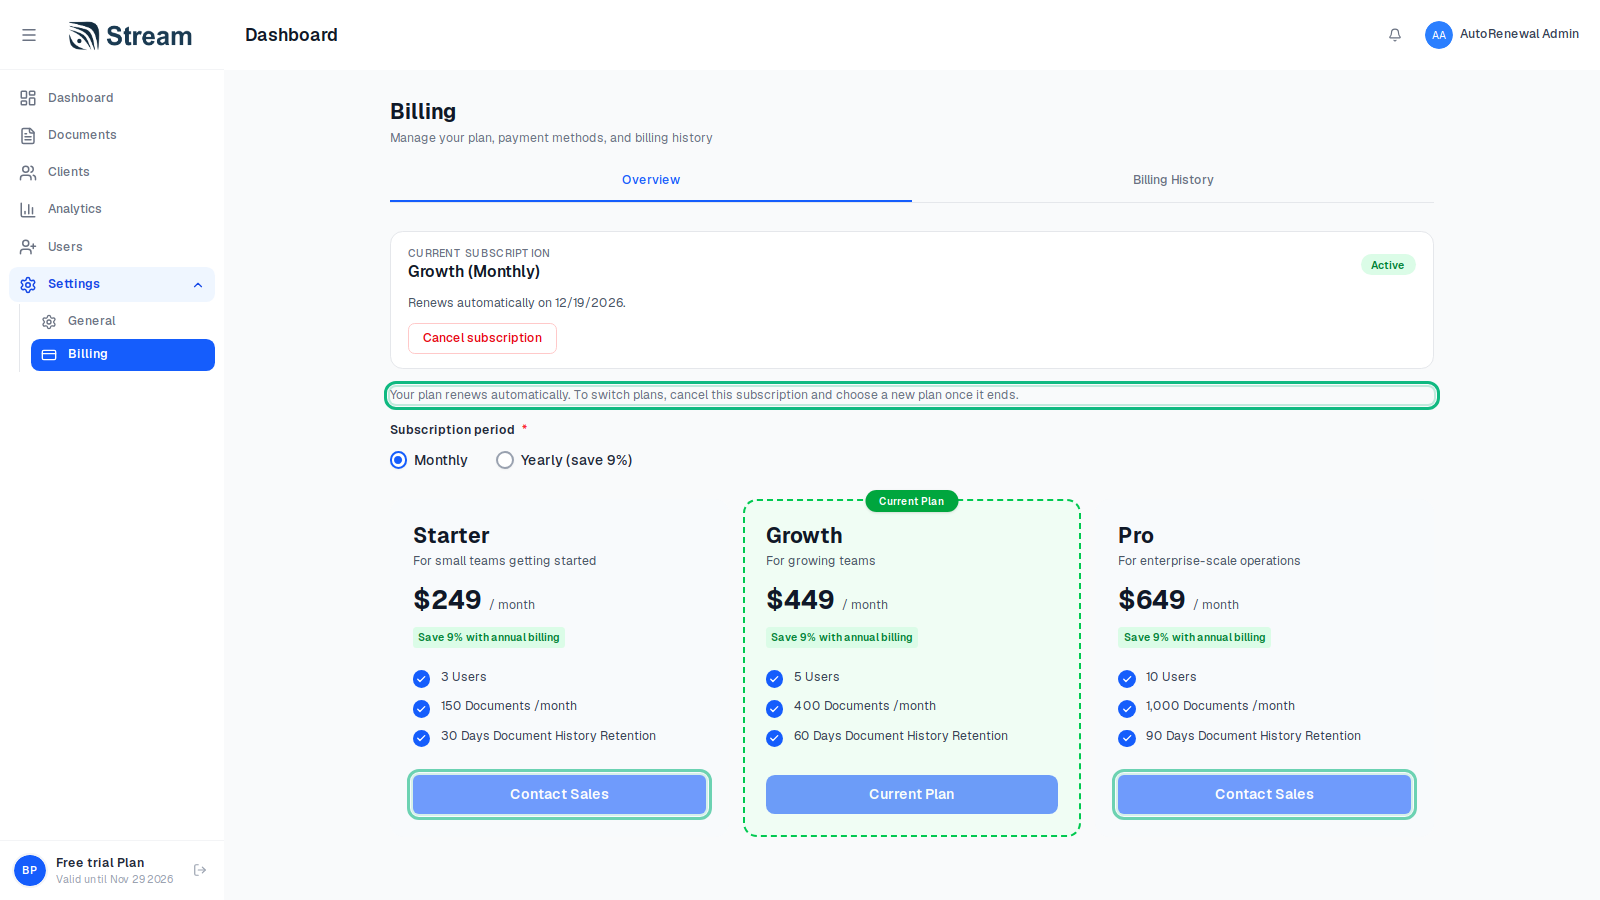 Stream
Dashboard
AA AutoRenewal Admin
Dashboard
Documents
Clients
Analytics
Users
Settings
General
Billing
Free trial Plan
BP
Valid until Nov 29 2026
Billing
Manage your plan, payment methods, and billing history
Overview
Billing History
CURRENT SUBSCRIPTION
Growth (Monthly)
Active
Renews automatically on 12/19/2026.
Cancel subscription
Your plan renews automatically. To switch plans, cancel this subscription and choose a new plan once it ends.
Subscription period *
Monthly
Yearly (save 9%)
Starter
For small teams getting started
$249 / month
Save 9% with annual billing
3 Users
150 Documents /month
30 Days Document History Retention
Contact Sales
Current Plan
Growth
For growing teams
$449 / month
Save 9% with annual billing
5 Users
400 Documents /month
60 Days Document History Retention
Current Plan
Pro
For enterprise-scale operations
$649 / month
Save 9% with annual billing
10 Users
1,000 Documents /month
90 Days Document History Retention
Contact Sales